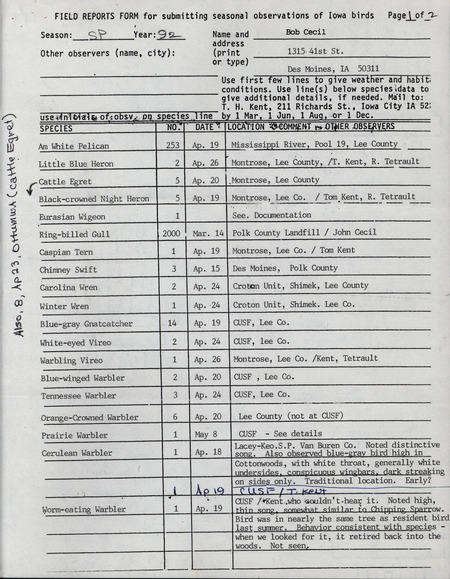 FIELD REPORTS FORM for submitting seasonal observations of Iowa birds Page 1 of 2
Season: SP Year: 92 Name and Bob Cecil
address
Other observers (name, city): (print 1315 41st St.
or type)
Des Moines, IA 50311
Use first few lines to give weather and habit
conditions. Use line(s) below species data to
give additional details, if needed. Mail to:
T. H. Kent, 211 Richards St., Iowa City IA 52
use initials of obsv. on species line by 1 Mar, 1 Jun, 1 Aug, or 1 Dec.
SPECIES NO. DATE LOCATION COMMENT OTHER OBSERVERS
Am White Pelican 253 Ap. 19 Mississippi River, Pool 19, Lee County
Little Blue Heron 2 Ap. 26 Montrose, Lee County, /T. Kent, R. Tetrault
Cattle Egret 5 Ap. 20 Montrose, Lee County
Black-crowned Night Heron 5 Ap. 19 Montrose, Lee Co. / Tom Kent, R. Tetrault
Eurasian Wigeon 1 See. Documentation
Ring-billed Gull 2000 Mar. 14 Polk County Landfill / John Cecil
Caspian Tern 1 Ap. 19 Montrose, Lee Co. / Tom Kent
Chimney Swift 3 Ap. 15 Des Moines, Polk County
Carolina Wren 2 Ap. 24 Croton Unit, Shimek, Lee County
Winter Wren 1 Ap. 24 Croton Unit, Shimek. Lee Co.
Blue-gray Gnatcatcher 14 Ap. 19 CUSF, Lee Co.
White-eyed Vireo 2 Ap. 24 CUSF, lee Co.
Warbling Vireo 1 Ap. 26 Montrose, Lee Co. /Kent, Tetrault
Blue-winged Warbler 2 Ap. 20 CUSF , Lee Co.
Tennessee Warbler 3 Ap. 24 CUSF, Lee Co.
Orange-Crowned Warbler 6 Ap. 20 Lee County (not at CUSF)
Prairie Warbler 1 May 8 CUSF - See details
Cerulean Warbler 1 Ap. 18 Lacey-Keo.S.P. Van Buren Co. Noted distinctive
song. Also observed blue-gray bird high in
Cottonwoods, with white throat, generally white
undersides, conspicuous wingbars, dark streaking
on sides only. Traditional location. Early?
1 Ap 19 CUSF / T. Kent
Worm-eating Warbler 1 Ap. 19 CUSF /Kent who couldn't hear it. Noted high,
thin song, somewhat similar to Chipping Sparrow.
Bird was in nearly the same tree as resident bird
last summer. Behavior consistent with species -
when we looked for it, it retired back into the
woods. Not seen.
Also, 8, Ap 23, Ottumwa (Cattle Egret)